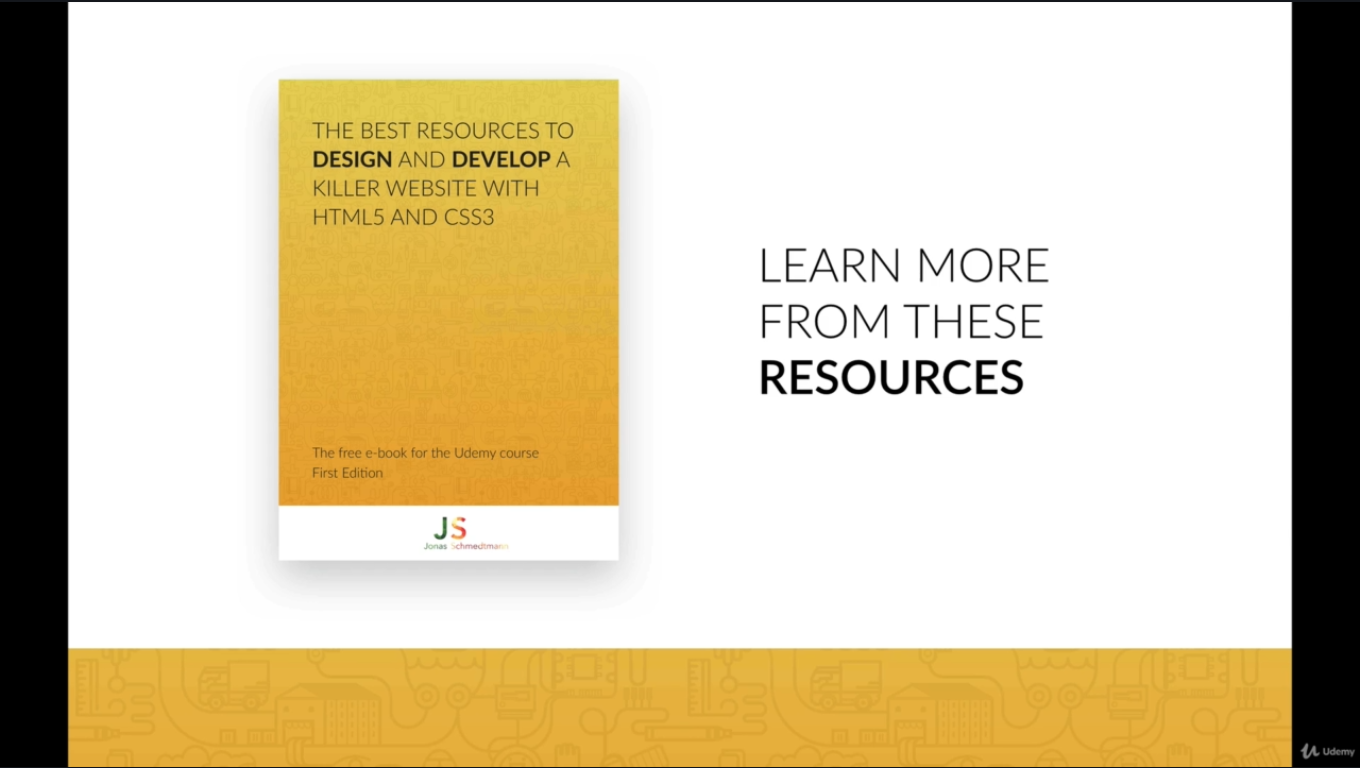 THE BEST RESOURCES TO
DESIGN AND DEVELOP A
KILLER WEBSITE WITH
HTML5 AND CSS3
The free e-book for the Udemy course
First Edition
JS
Jonas Schmedtmann
LEARN MORE
FROM THESE
RESOURCES
Udemy